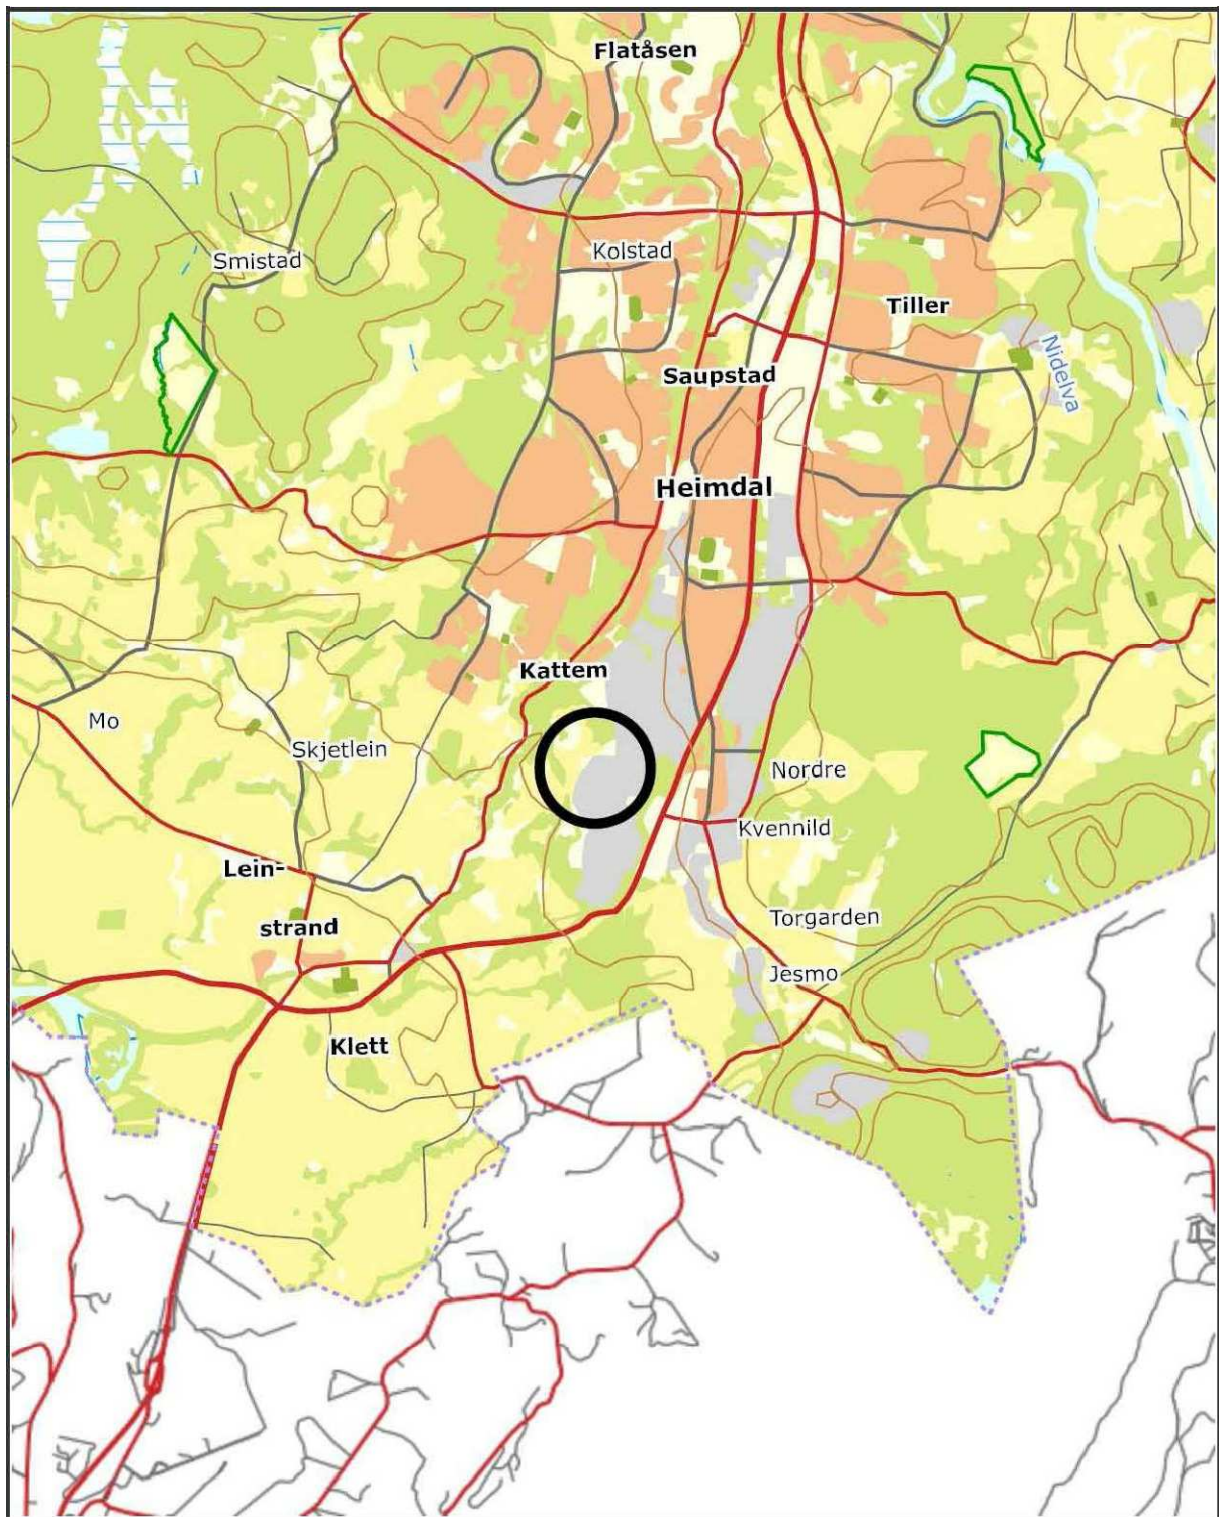 Flatåsen
Kolstad
Smistad
Tiller
Nidelva
Saupstad
Heimdal
Kattem
Mo
Skjetlein
Nordre
Kvennild
Lein-
strand
Torgarden
Jesmo
Klett